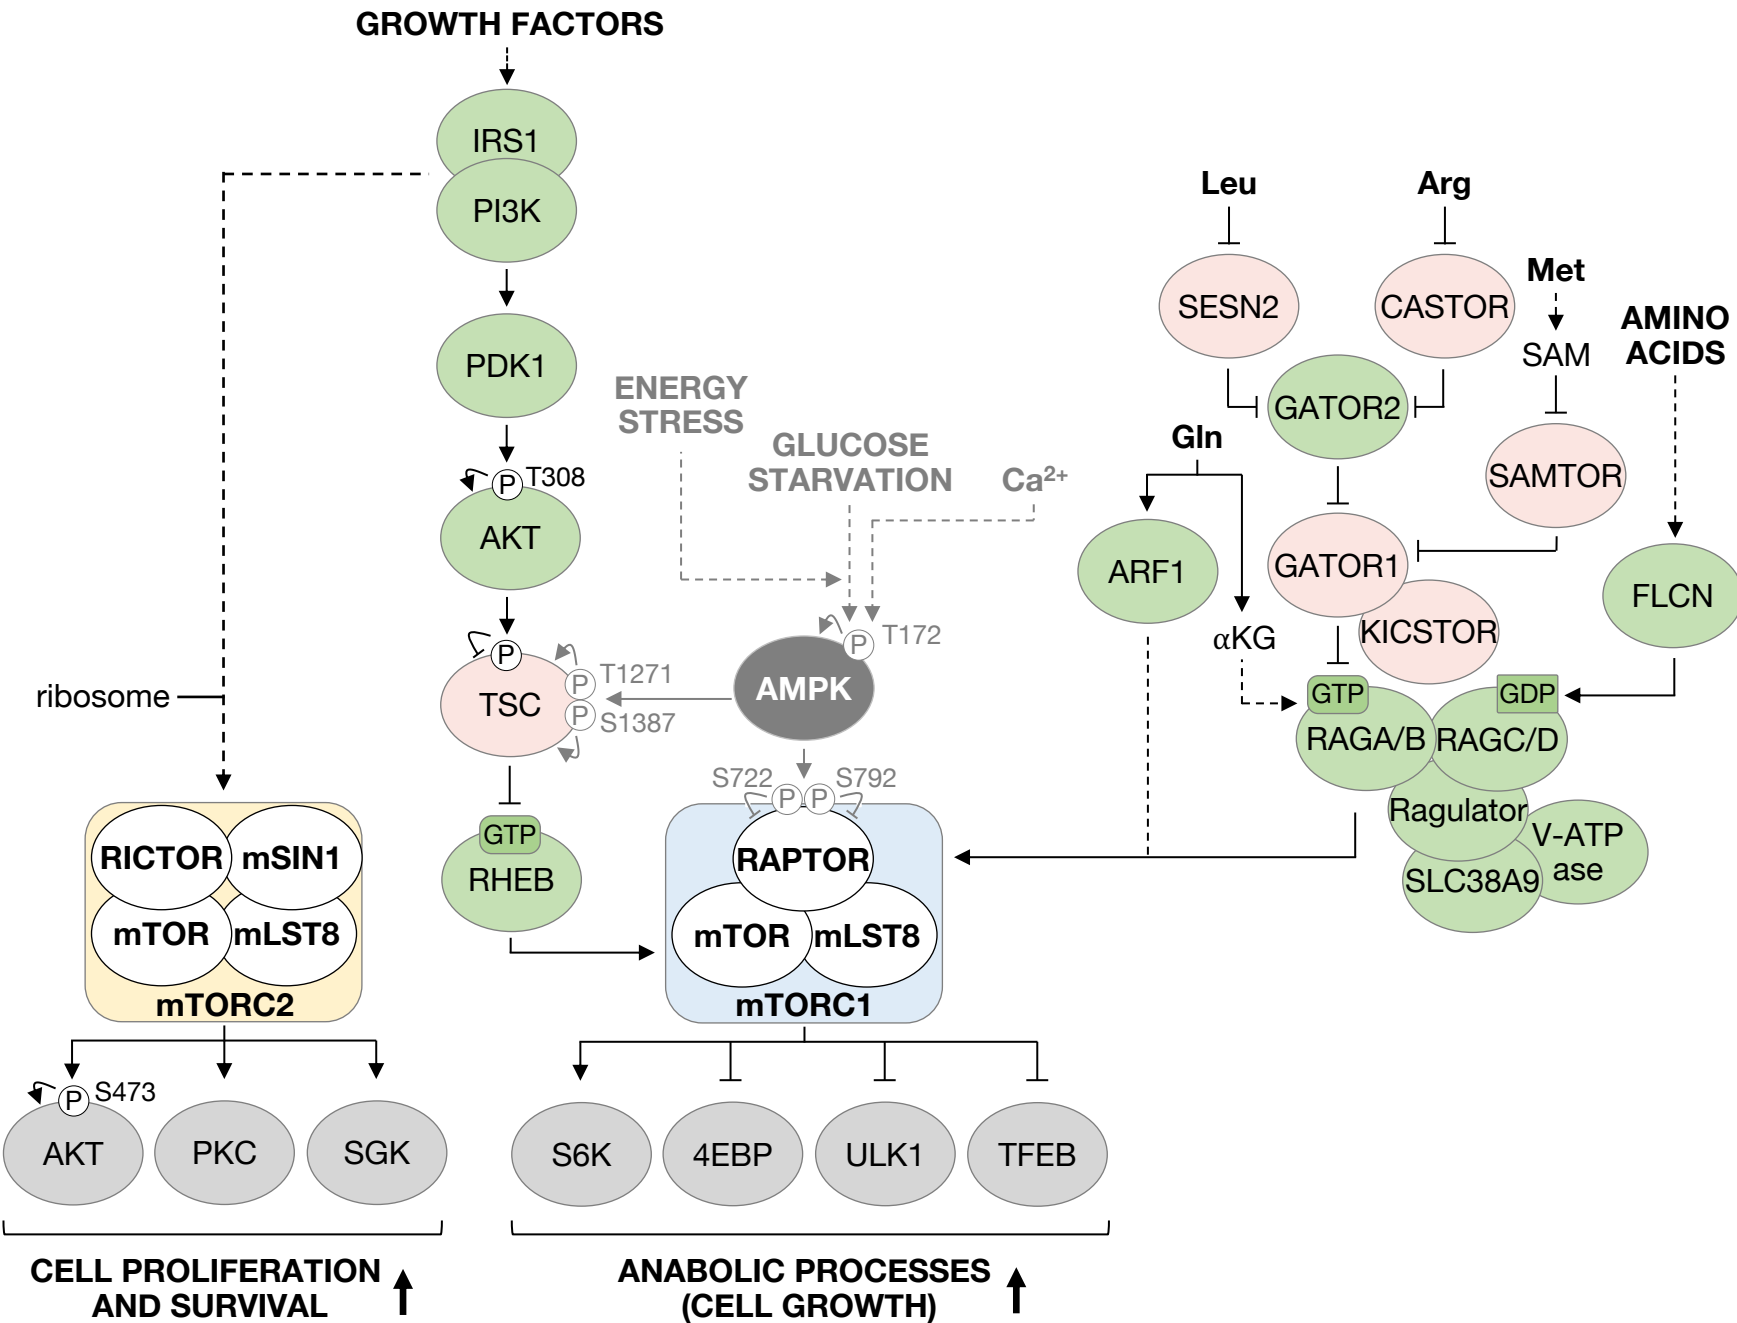 GROWTH FACTORS
IRS1
PI3K
PDK1
P T308
AKT
P
TSC
P T1271
P S1387
ribosome
GTP
RHEB
ENERGY
STRESS
GLUCOSE
STARVATION
Ca²⁺
P T172
AMPK
S722 P P S792
RAPTOR
mTOR mLST8
mTORC1
RICTOR mSIN1
mTOR mLST8
mTORC2
Leu
Arg
Met
SESN2
CASTOR
SAM
AMINO
ACIDS
GATOR2
Gln
SAMTOR
ARF1
GATOR1
KICSTOR
FLCN
αKG
GTP
GDP
RAGA/B RAGC/D
Ragulator
V-ATP
ase
SLC38A9
P S473
AKT
PKC
SGK
S6K
4EBP
ULK1
TFEB
CELL PROLIFERATION
AND SURVIVAL
ANABOLIC PROCESSES
(CELL GROWTH)